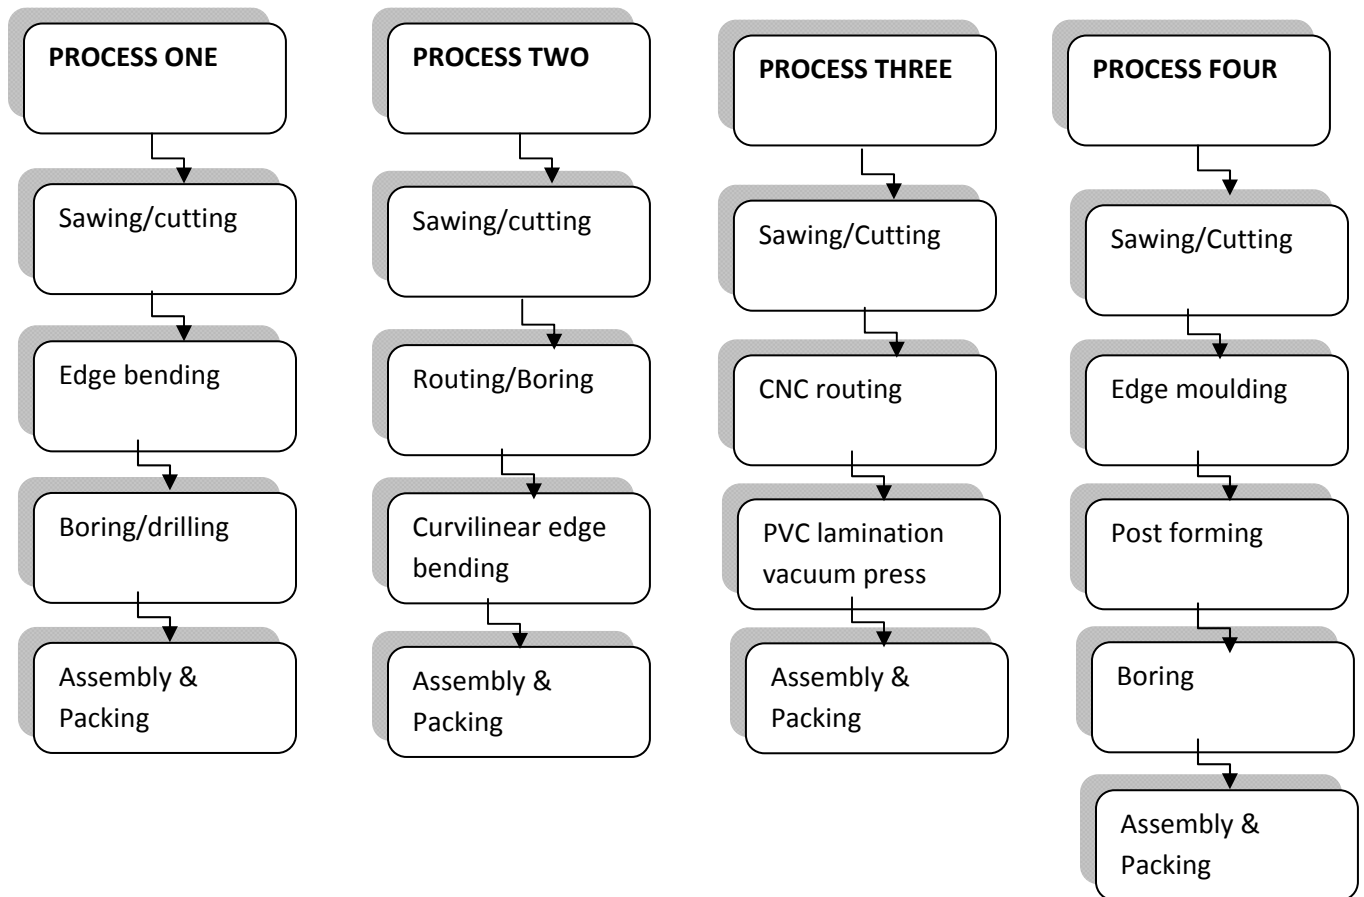 PROCESS ONE
Sawing/cutting
Edge bending
Boring/drilling
Assembly &
Packing
PROCESS TWO
Sawing/cutting
Routing/Boring
Curvilinear edge
bending
Assembly &
Packing
PROCESS THREE
Sawing/Cutting
CNC routing
PVC lamination
vacuum press
Assembly &
Packing
PROCESS FOUR
Sawing/Cutting
Edge moulding
Post forming
Boring
Assembly &
Packing